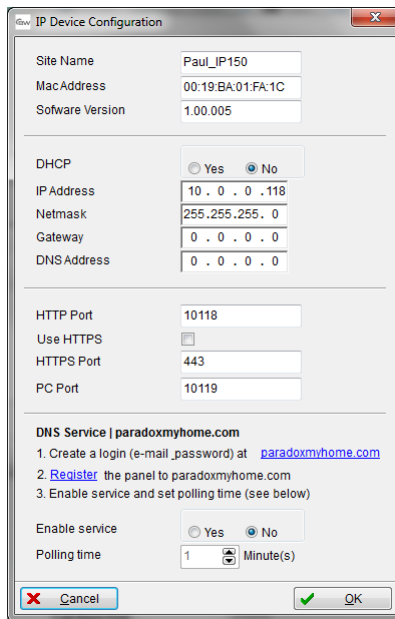 IP Device Configuration
Site Name Paul_IP150
Mac Address 00:19:BA:01:FA:1C
Sofware Version 1.00.005
DHCP Yes No
IP Address 10 . 0 . 0 .118
Netmask 255.255.255. 0
Gateway 0 . 0 . 0 . 0
DNS Address 0 . 0 . 0 . 0
HTTP Port 10118
Use HTTPS
HTTPS Port 443
PC Port 10119
DNS Service | paradoxmyhome.com
1. Create a login (e-mail ,password) at paradoxmyhome.com
2. Register the panel to paradoxmyhome.com
3. Enable service and set polling time (see below)
Enable service Yes No
Polling time 1 Minute(s)
Cancel OK